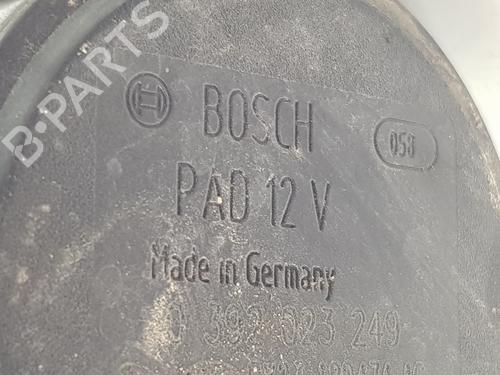 BOSCH
058
PAD 12 V
Made in Germany
0 392 023 249
B-PARTS